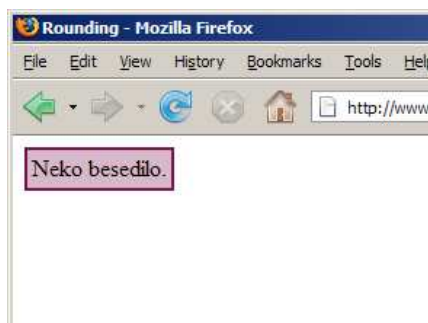 Rounding - Mozilla Firefox
File Edit View History Bookmarks Tools Help
http://www
Neko besedilo.